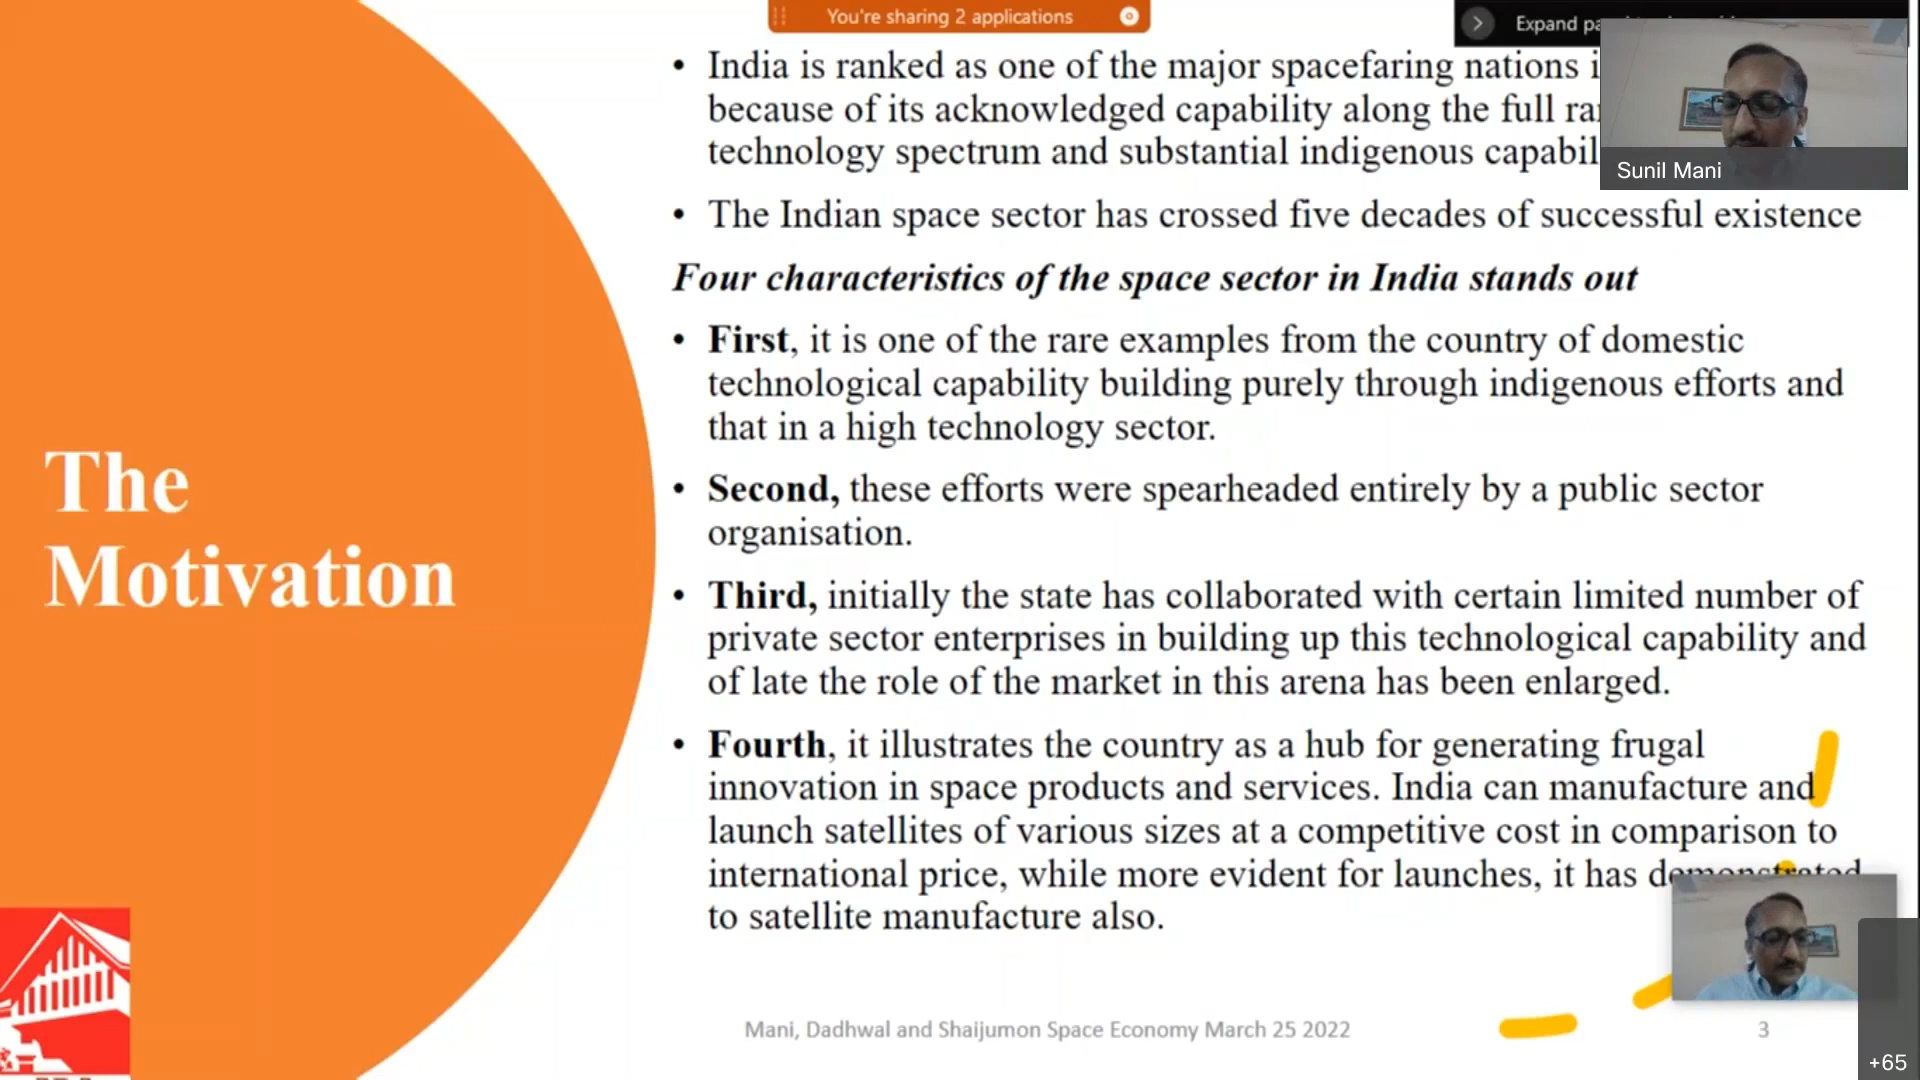 You're sharing 2 applications
Expand
Sunil Mani
• India is ranked as one of the major spacefaring nations
because of its acknowledged capability along the full
technology spectrum and substantial indigenous
• The Indian space sector has crossed five decades of successful existence
Four characteristics of the space sector in India stands out
• First, it is one of the rare examples from the country of domestic
technological capability building purely through indigenous efforts and
that in a high technology sector.
• Second, these efforts were spearheaded entirely by a public sector
organisation.
• Third, initially the state has collaborated with certain limited number of
private sector enterprises in building up this technological capability and
of late the role of the market in this arena has been enlarged.
• Fourth, it illustrates the country as a hub for generating frugal
innovation in space products and services. India can manufacture and
launch satellites of various sizes at a competitive cost in comparison to
international price, while more evident for launches, it has demonstrated
to satellite manufacture also.
The
Motivation
Mani, Dadhwal and Shaijumon Space Economy March 25 2022
3
+65